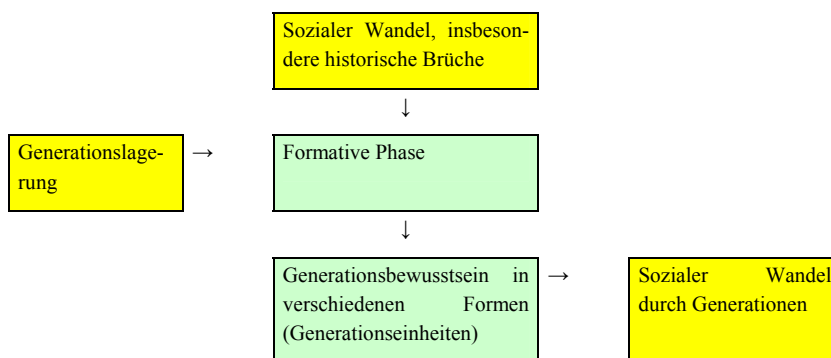 Sozialer Wandel, insbeson-
dere historische Brüche
↓
Generationslage-
rung
→
Formative Phase
↓
Generationsbewusstsein in
verschiedenen Formen
(Generationseinheiten)
→
Sozialer Wandel
durch Generationen